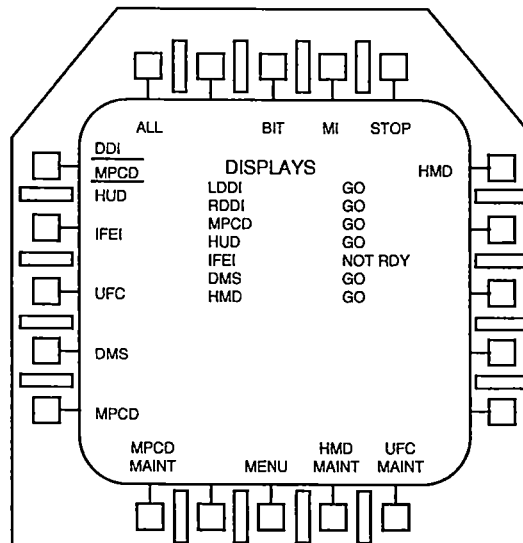 ALL BIT MI STOP
DDI
MPCD
HUD
HMD
DISPLAYS
LDDI GO
RDDI GO
MPCD GO
HUD GO
IFEI NOT RDY
DMS GO
HMD GO
IFEI
UFC
DMS
MPCD
MPCD
MAINT
MENU
HMD
MAINT
UFC
MAINT